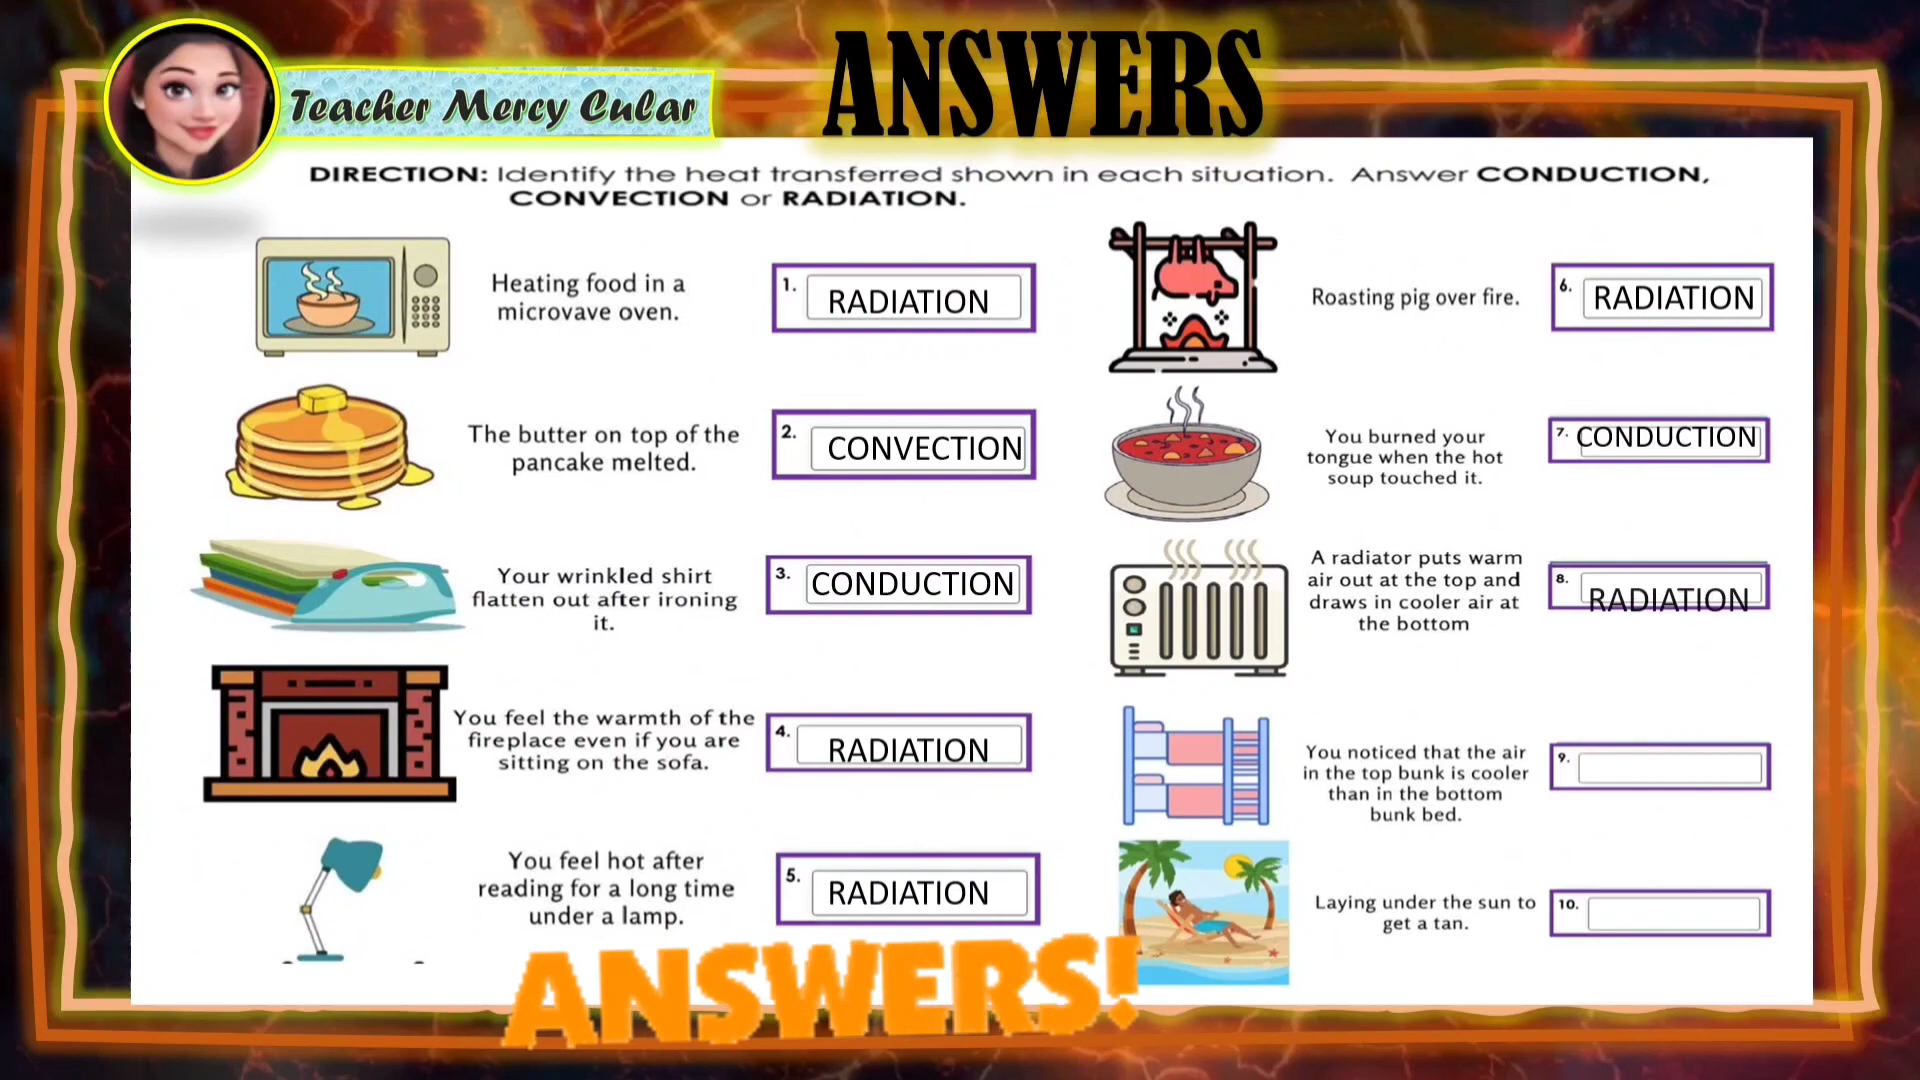 Teacher Mercy Cular
ANSWERS
DIRECTION: Identify the heat transferred shown in each situation. Answer CONDUCTION,
CONVECTION or RADIATION.
Heating food in a
microvave oven.
1. RADIATION
The butter on top of the
pancake melted.
2. CONVECTION
Your wrinkled shirt
flatten out after ironing
it.
3. CONDUCTION
You feel the warmth of the
fireplace even if you are
sitting on the sofa.
4. RADIATION
You feel hot after
reading for a long time
under a lamp.
5. RADIATION
Roasting pig over fire.
6. RADIATION
You burned your
tongue when the hot
soup touched it.
7. CONDUCTION
A radiator puts warm
air out at the top and
draws in cooler air at
the bottom
8. RADIATION
You noticed that the air
in the top bunk is cooler
than in the bottom
bunk bed.
9.
Laying under the sun to
get a tan.
10.
ANSWERS!